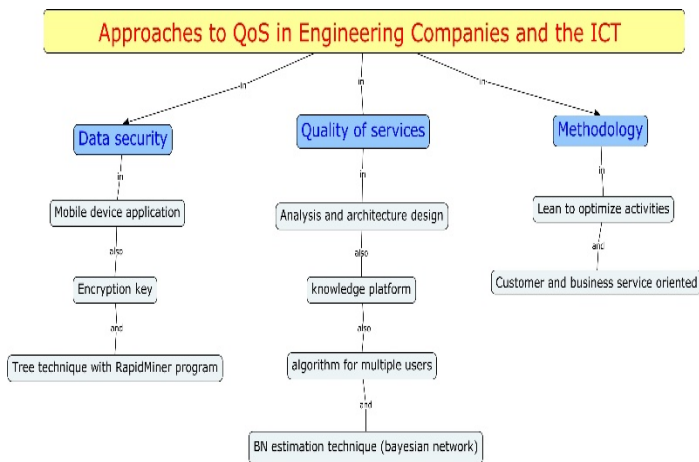 Approaches to QoS in Engineering Companies and the ICT
in
in
in
Data security
Quality of services
Methodology
in
in
in
Mobile device application
Analysis and architecture design
Lean to optimize activities
also
also
and
Encryption key
knowledge platform
Customer and business service oriented
and
also
Tree technique with RapidMiner program
algorithm for multiple users
and
BN estimation technique (bayesian network)